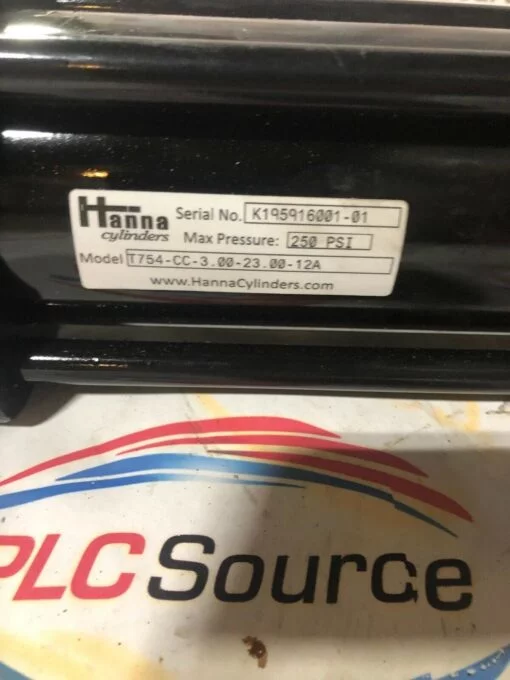 Hanna
cylinders
Serial No. K195916001-01
Max Pressure: 250 PSI
Model T754-CC-3.00-23.00-12A
www.HannaCylinders.com
PLCSource